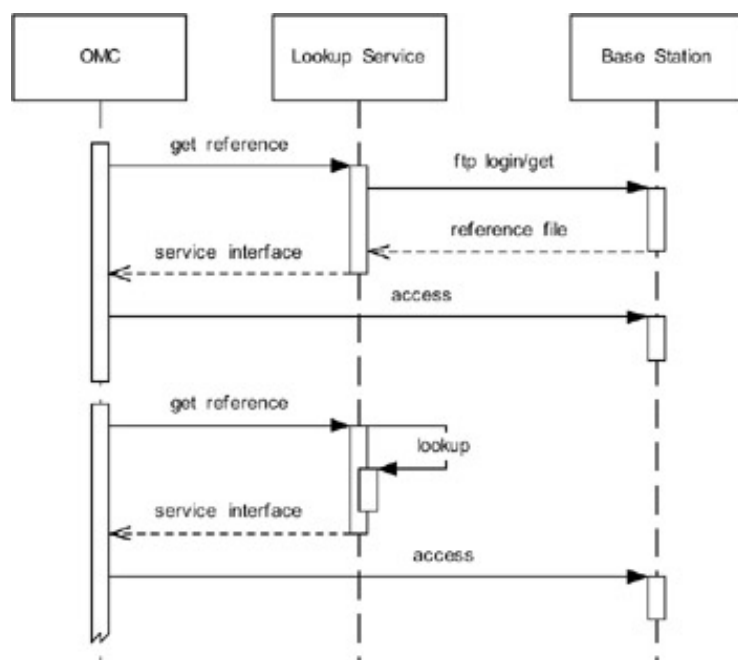 OMC
Lookup Service
Base Station
get reference
ftp login/get
reference file
service interface
access
get reference
lookup
service interface
access